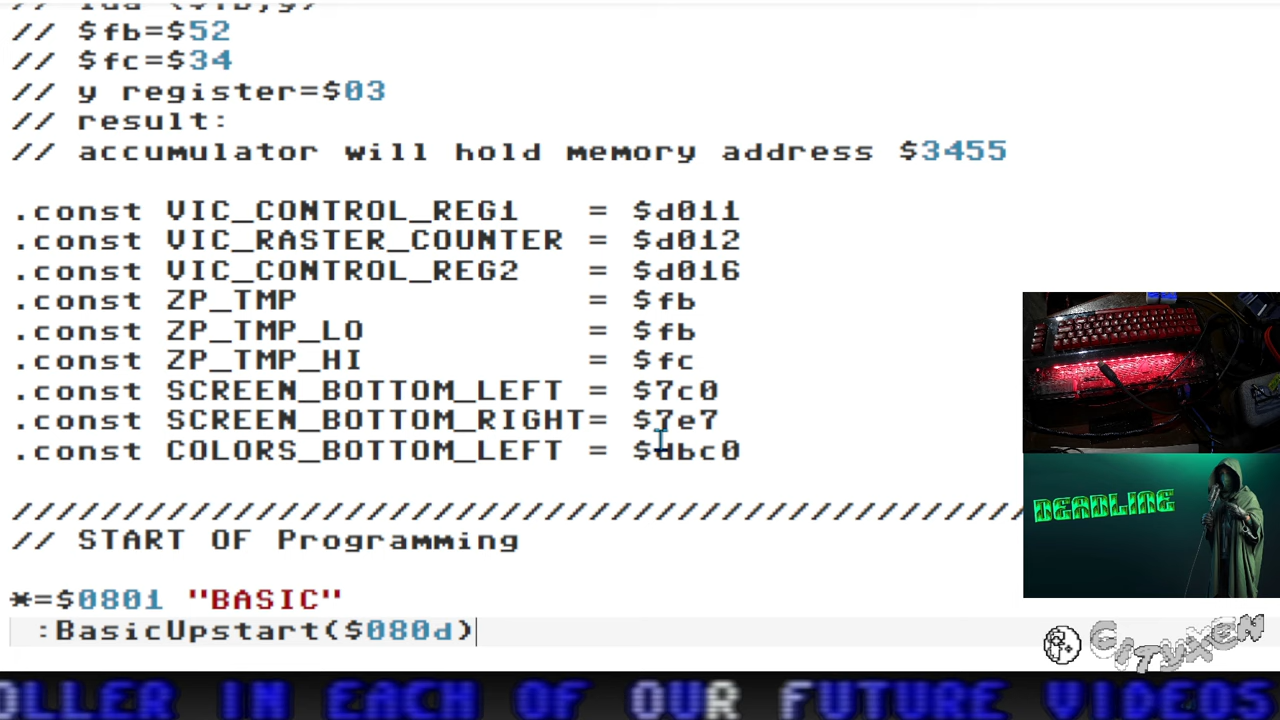 // $fb=$52
// $fc=$34
// y register=$03
// result:
// accumulator will hold memory address $3455
.const VIC_CONTROL_REG1 = $d011
.const VIC_RASTER_COUNTER = $d012
.const VIC_CONTROL_REG2 = $d016
.const ZP_TMP = $fb
.const ZP_TMP_LO = $fb
.const ZP_TMP_HI = $fc
.const SCREEN_BOTTOM_LEFT = $7c0
.const SCREEN_BOTTOM_RIGHT= $7e7
.const COLORS_BOTTOM_LEFT = $dbc0
//////////////////////////////////////////////
// START OF Programming
*=$0801 "BASIC"
:BasicUpstart($080d)
DEADLINE
GITYXEN
OLLER IN EACH OF OUR FUTURE VIDEOS